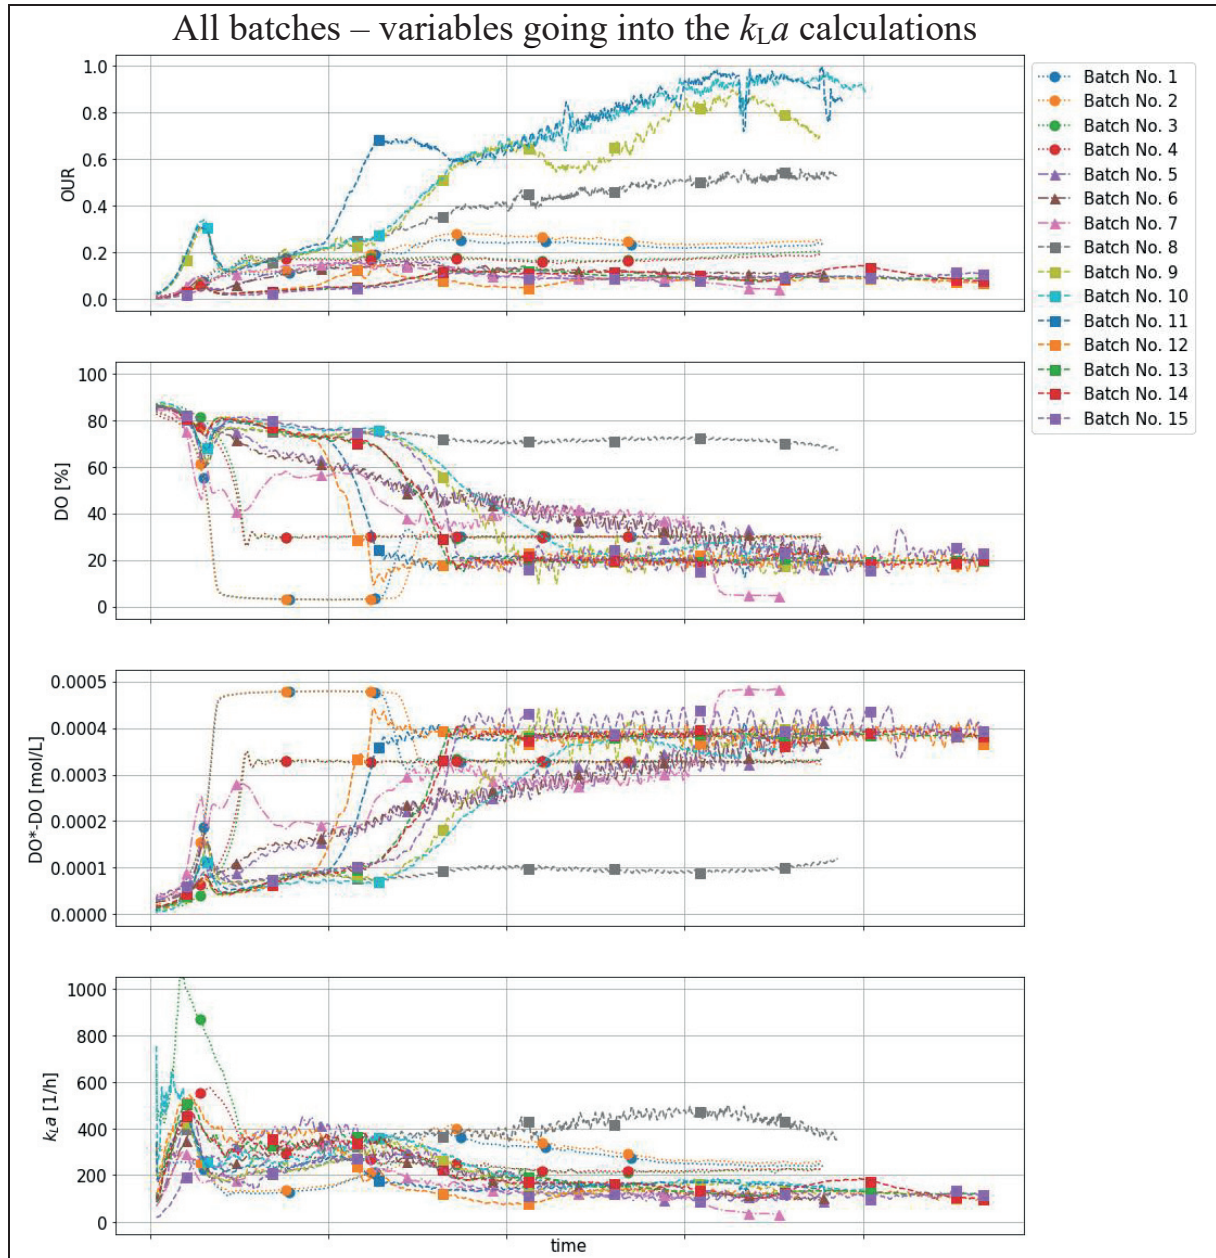 All batches – variables going into the kLa calculations
1.0
0.8
0.6
0.4
0.2
0.0
OUR
Batch No. 1
Batch No. 2
Batch No. 3
Batch No. 4
Batch No. 5
Batch No. 6
Batch No. 7
Batch No. 8
Batch No. 9
Batch No. 10
Batch No. 11
Batch No. 12
Batch No. 13
Batch No. 14
Batch No. 15
100
80
60
40
20
0
DO [%]
0.0005
0.0004
0.0003
0.0002
0.0001
0.0000
DO*-DO [mol/L]
1000
800
600
400
200
0
kLa [1/h]
time